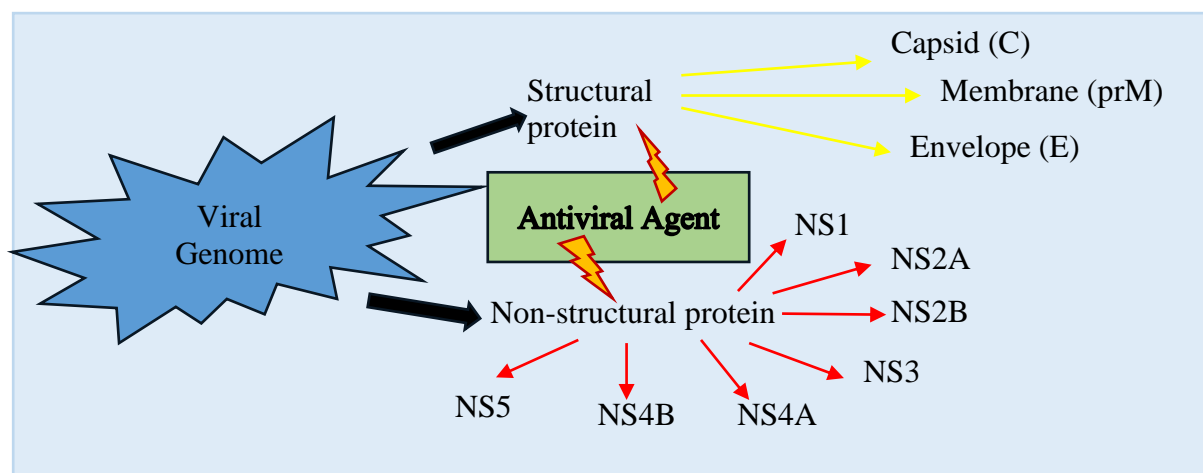 Capsid (C)
Structural
protein
Membrane (prM)
Envelope (E)
Viral
Genome
Antiviral Agent
NS1
NS2A
Non-structural protein
NS2B
NS3
NS5
NS4B
NS4A